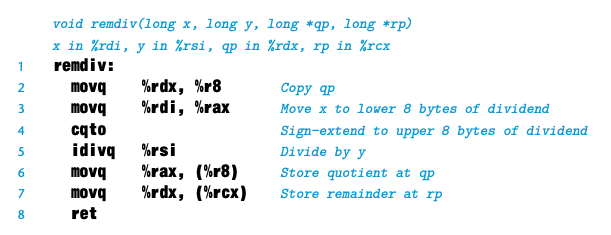 void remdiv(long x, long y, long *qp, long *rp)
x in %rdi, y in %rsi, qp in %rdx, rp in %rcx
1 remdiv:
2 movq %rdx, %r8 Copy qp
3 movq %rdi, %rax Move x to lower 8 bytes of dividend
4 cqto Sign-extend to upper 8 bytes of dividend
5 idivq %rsi Divide by y
6 movq %rax, (%r8) Store quotient at qp
7 movq %rdx, (%rcx) Store remainder at rp
8 ret